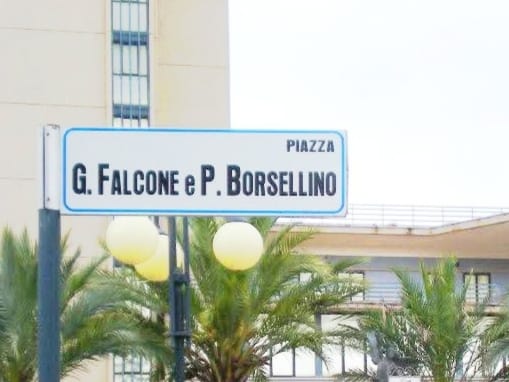 PIAZZA
G. FALCONE e P. BORSELLINO